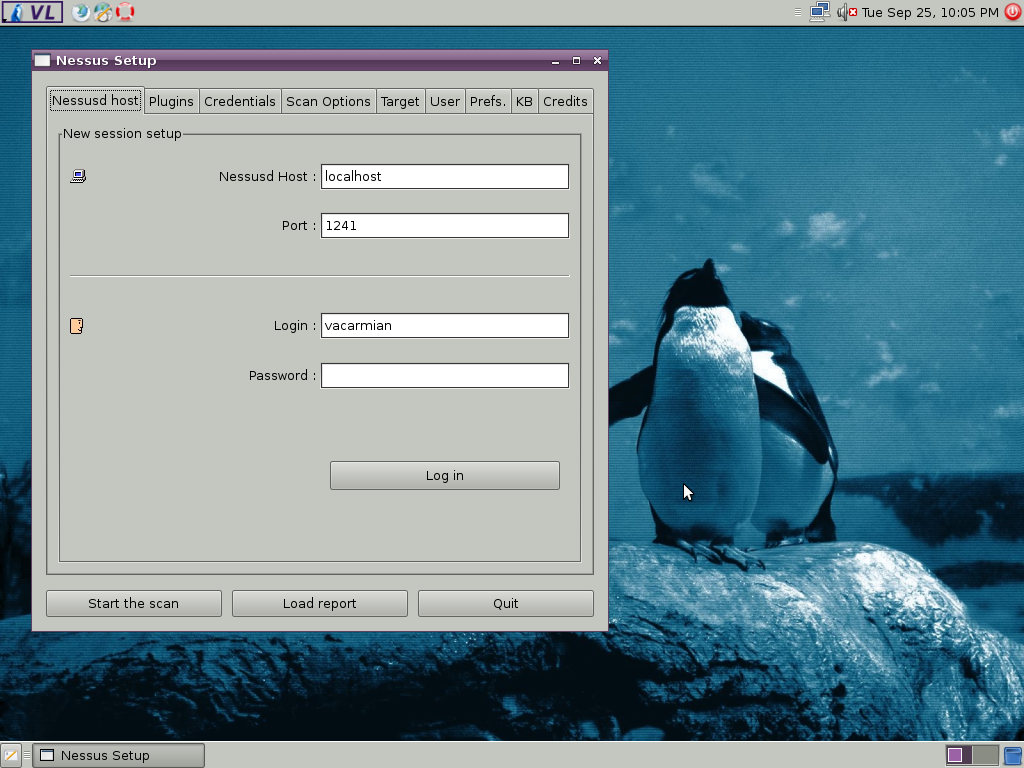 VL
Tue Sep 25, 10:05 PM
Nessus Setup
Nessusd host Plugins Credentials Scan Options Target User Prefs. KB Credits
New session setup
Nessusd Host : localhost
Port : 1241
Login : vacarmian
Password :
Log in
Start the scan Load report Quit
Nessus Setup